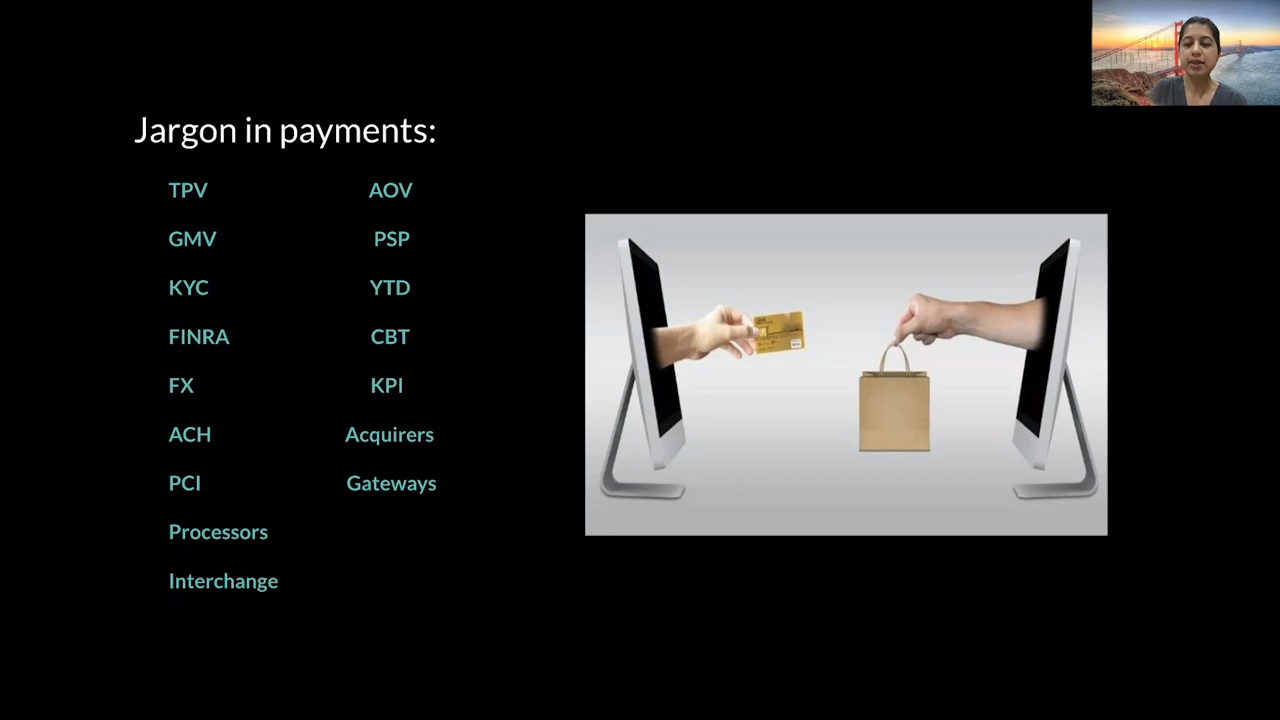 Jargon in payments:
TPV
GMV
KYC
FINRA
FX
ACH
PCI
Processors
Interchange
AOV
PSP
YTD
CBT
KPI
Acquirers
Gateways